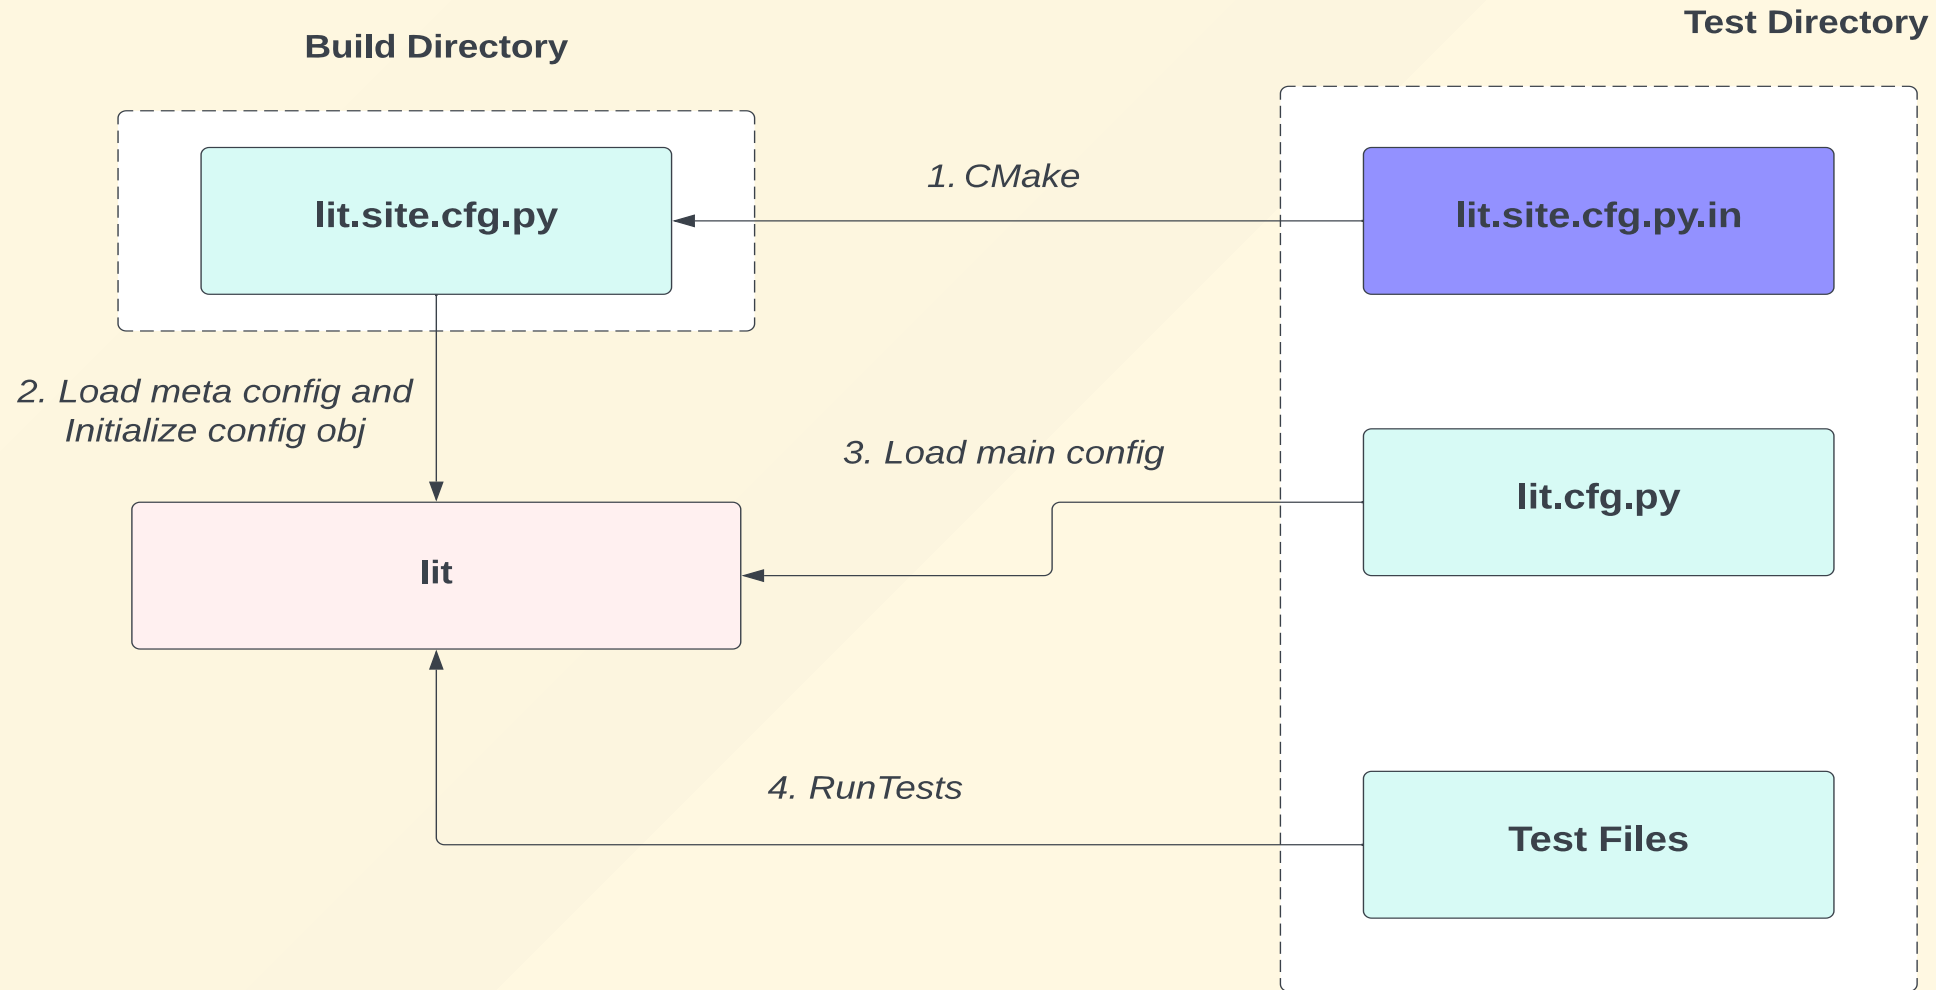 Test Directory
Build Directory
1. CMake
lit.site.cfg.py
lit.site.cfg.py.in
2. Load meta config and
Initialize config obj
3. Load main config
lit.cfg.py
lit
4. RunTests
Test Files